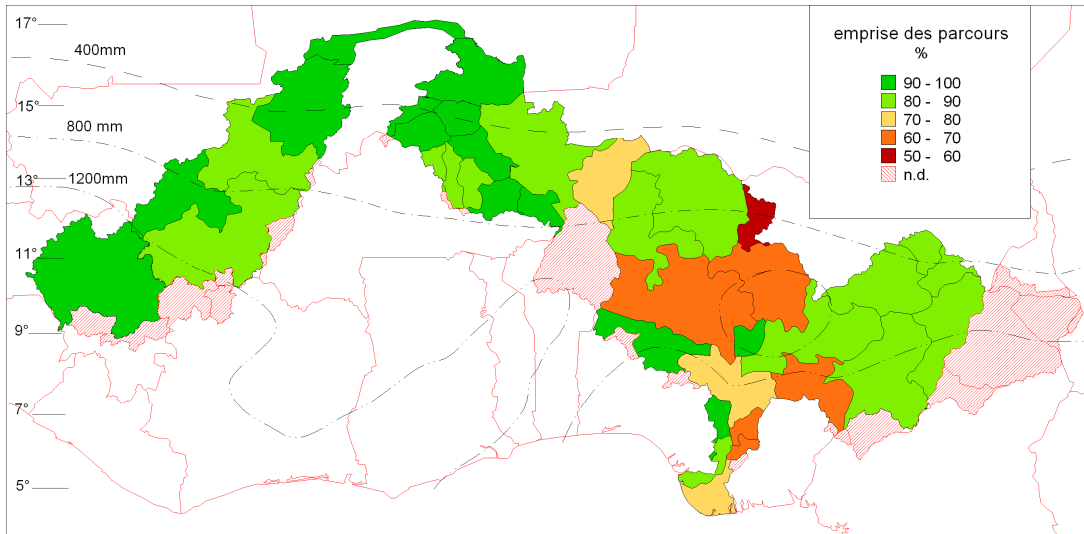 17°
400mm
15°
800 mm
13°
1200mm
11°
9°
7°
5°
emprise des parcours
%
90 - 100
80 - 90
70 - 80
60 - 70
50 - 60
n.d.